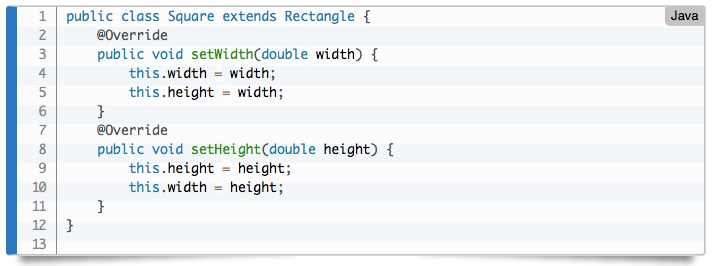 Java
1 public class Square extends Rectangle {
2     @Override
3     public void setWidth(double width) {
4         this.width = width;
5         this.height = width;
6     }
7     @Override
8     public void setHeight(double height) {
9         this.height = height;
10         this.width = height;
11     }
12 }
13